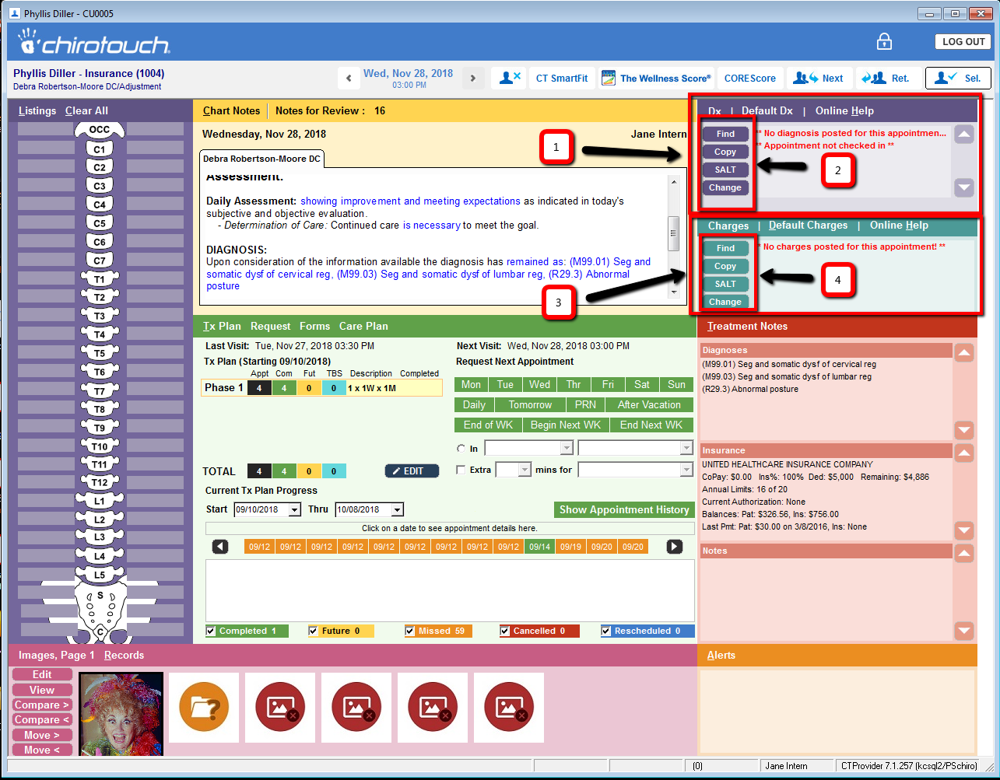 Phyllis Diller - CU0005
chirotouch.
LOG OUT
Phyllis Diller - Insurance (1004)
Debra Robertson-Moore DC/Adjustment
Wed, Nov 28, 2018
03:00 PM
CT SmartFit
The Wellness Score®
COREScore
Next
Ret.
Sel.
Listings Clear All
OCC
C1
C2
C3
C4
C5
C6
C7
T1
T2
T3
T4
T5
T6
T7
T8
T9
T10
T11
T12
L1
L2
L3
L4
L5
S
C
Chart Notes Notes for Review : 16
Wednesday, Nov 28, 2018 Jane Intern
Debra Robertson-Moore DC
Assessment:
Daily Assessment: showing improvement and meeting expectations as indicated in today's
subjective and objective evaluation.
- Determination of Care: Continued care is necessary to meet the goal.
DIAGNOSIS:
Upon consideration of the information available the diagnosis has remained as: (M99.01) Seg and
somatic dysf of cervical reg, (M99.03) Seg and somatic dysf of lumbar reg, (R29.3) Abnormal
posture
1
2
3
4
Dx | Default Dx | Online Help
Find
Copy
SALT
Change
** No diagnosis posted for this appointmen...
** Appointment not checked in **
Charges | Default Charges | Online Help
Find
Copy
SALT
Change
* No charges posted for this appointment! **
Tx Plan Request Forms Care Plan
Last Visit: Tue, Nov 27, 2018 03:30 PM
Next Visit: Wed, Nov 28, 2018 03:00 PM
Tx Plan (Starting 09/10/2018)
Appt Com Fut TBS Description Completed
Phase 1 4 4 0 0 1 x 1W x 1M
TOTAL 4 4 0 0 EDIT
Request Next Appointment
Mon Tue Wed Thr Fri Sat Sun
Daily Tomorrow PRN After Vacation
End of WK Begin Next WK End Next WK
In
Extra mins for
Current Tx Plan Progress
Start 09/10/2018 Thru 10/08/2018
Show Appointment History
Click on a date to see appointment details here.
09/12 09/12 09/12 09/12 09/12 09/12 09/12 09/12 09/12 09/14 09/19 09/20 09/20
Completed 1 Future 0 Missed 59 Cancelled 0 Rescheduled 0
Treatment Notes
Diagnoses
(M99.01) Seg and somatic dysf of cervical reg
(M99.03) Seg and somatic dysf of lumbar reg
(R29.3) Abnormal posture
Insurance
UNITED HEALTHCARE INSURANCE COMPANY
CoPay: $0.00 Ins%: 100% Ded: $5,000 Remaining: $4,886
Annual Limits: 16 of 20
Current Authorization: None
Balances: Pat: $326.56, Ins: $756.00
Last Pmt: Pat: $30.00 on 3/8/2016, Ins: None
Notes
Images, Page 1 Records
Edit
View
Compare >
Compare <
Move >
Move <
Alerts
(0) Jane Intern CTProvider 7.1.257 (kcsql2/PSchiro)